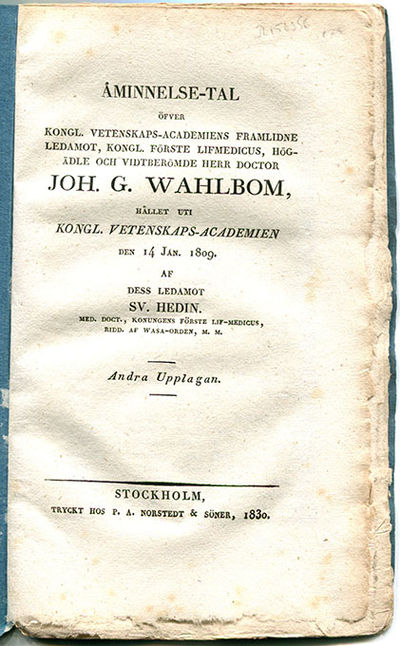 ÅMINNELSE-TAL
ÖFVER
KONGL. VETENSKAPS-ACADEMIENS FRAMLIDNE
LEDAMOT, KONGL. FÖRSTE LIFMEDICUS, HÖG-
ÄDLE OCH VIDTBERÖMDE HERR DOCTOR
JOH. G. WAHLBOM,
HÅLLET UTI
KONGL. VETENSKAPS-ACADEMIEN
DEN 14 JAN. 1809.
AF
DESS LEDAMOT
SV. HEDIN.
MED. DOCT., KONUNGENS FÖRSTE LIF-MEDICUS,
RIDD. AF WASA-ORDEN, M. M.
Andra Upplagan.
STOCKHOLM,
TRYCKT HOS P. A. NORSTEDT & SÖNER, 1830.